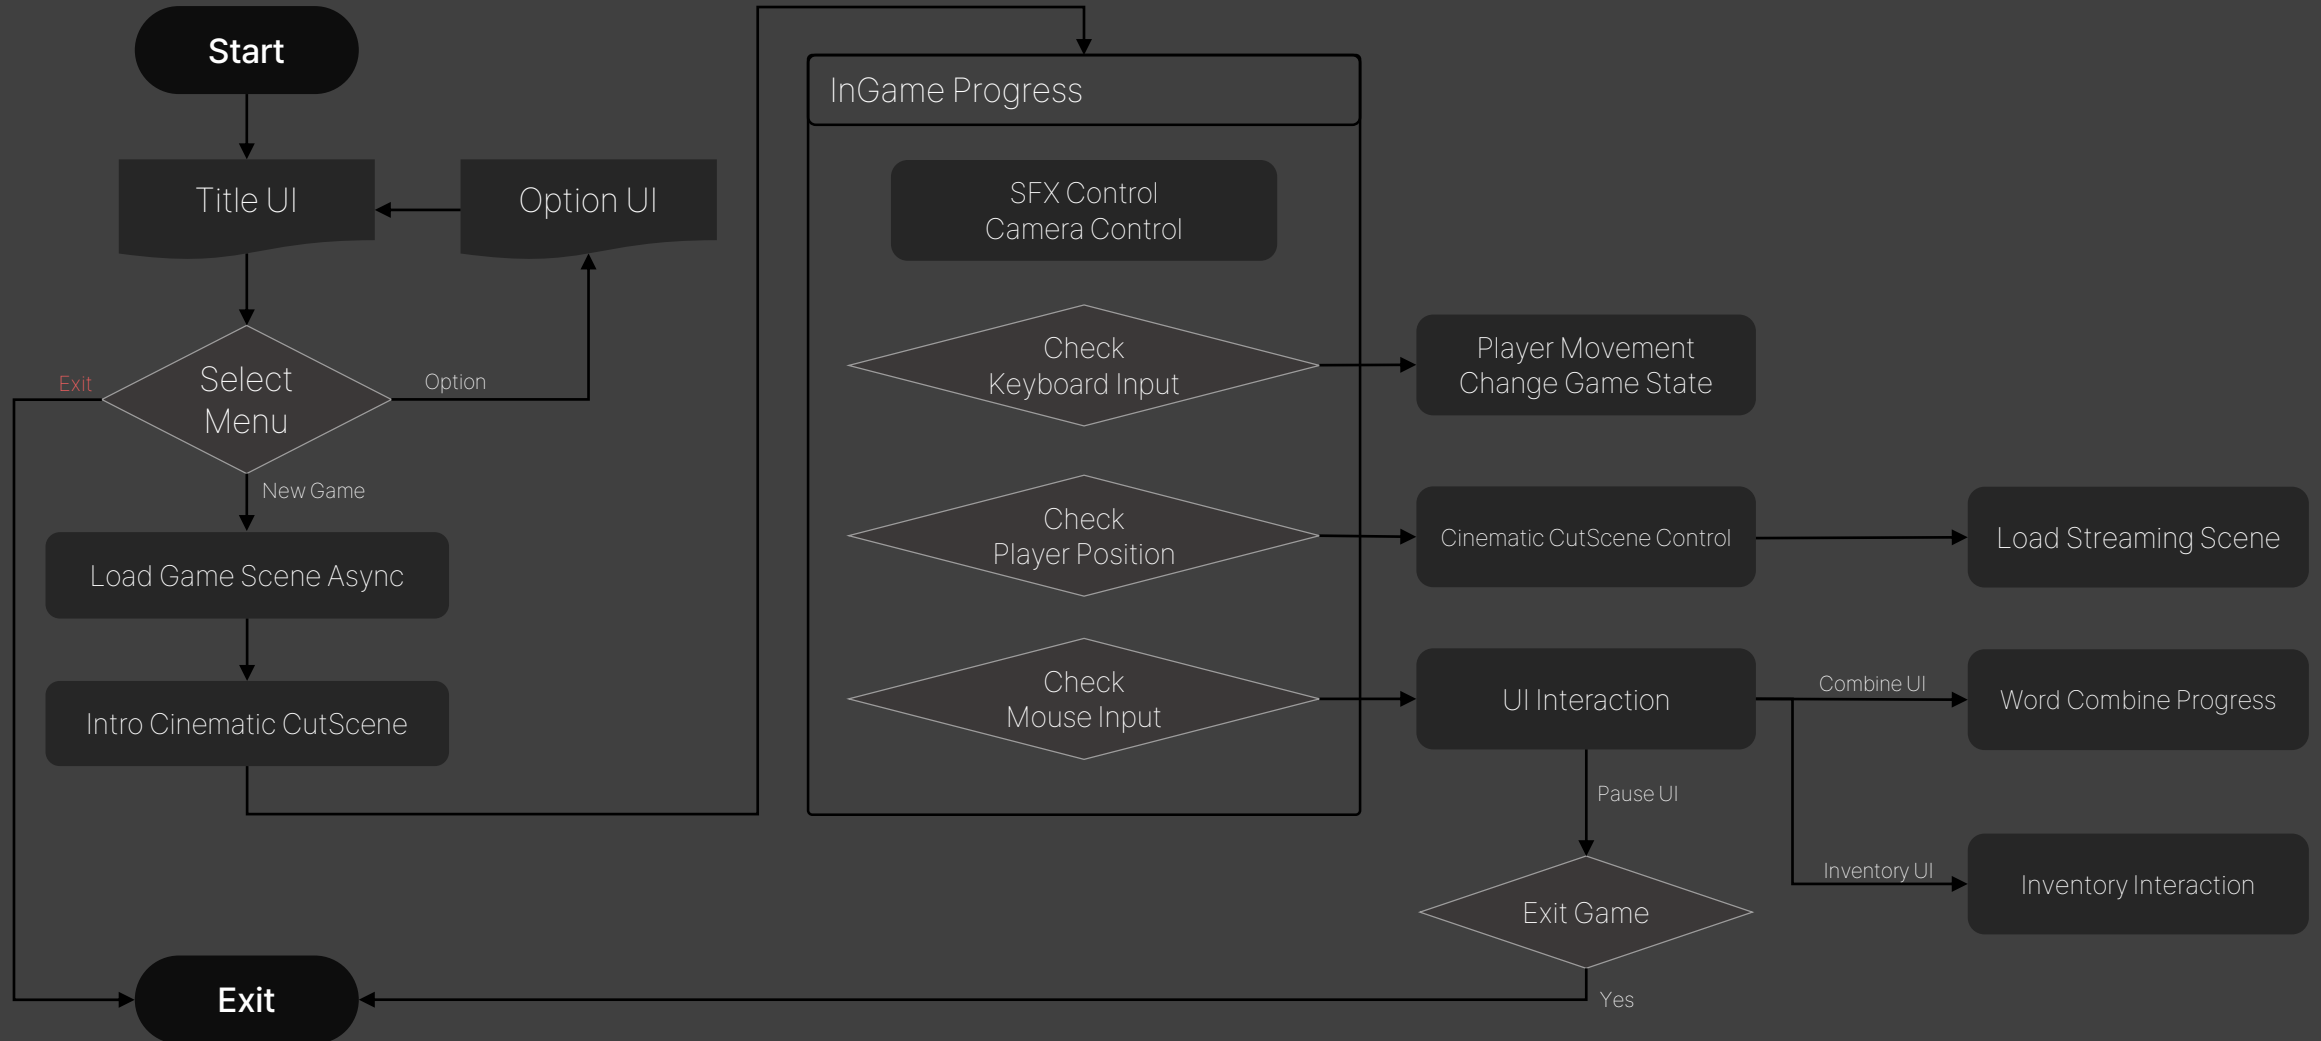 Start
Title UI
Option UI
Exit
Select
Menu
Option
New Game
Load Game Scene Async
Intro Cinematic CutScene
Exit
InGame Progress
SFX Control
Camera Control
Check
Keyboard Input
Player Movement
Change Game State
Check
Player Position
Cinematic CutScene Control
Load Streaming Scene
Check
Mouse Input
UI Interaction
Combine UI
Word Combine Progress
Pause UI
Inventory UI
Inventory Interaction
Exit Game
Yes